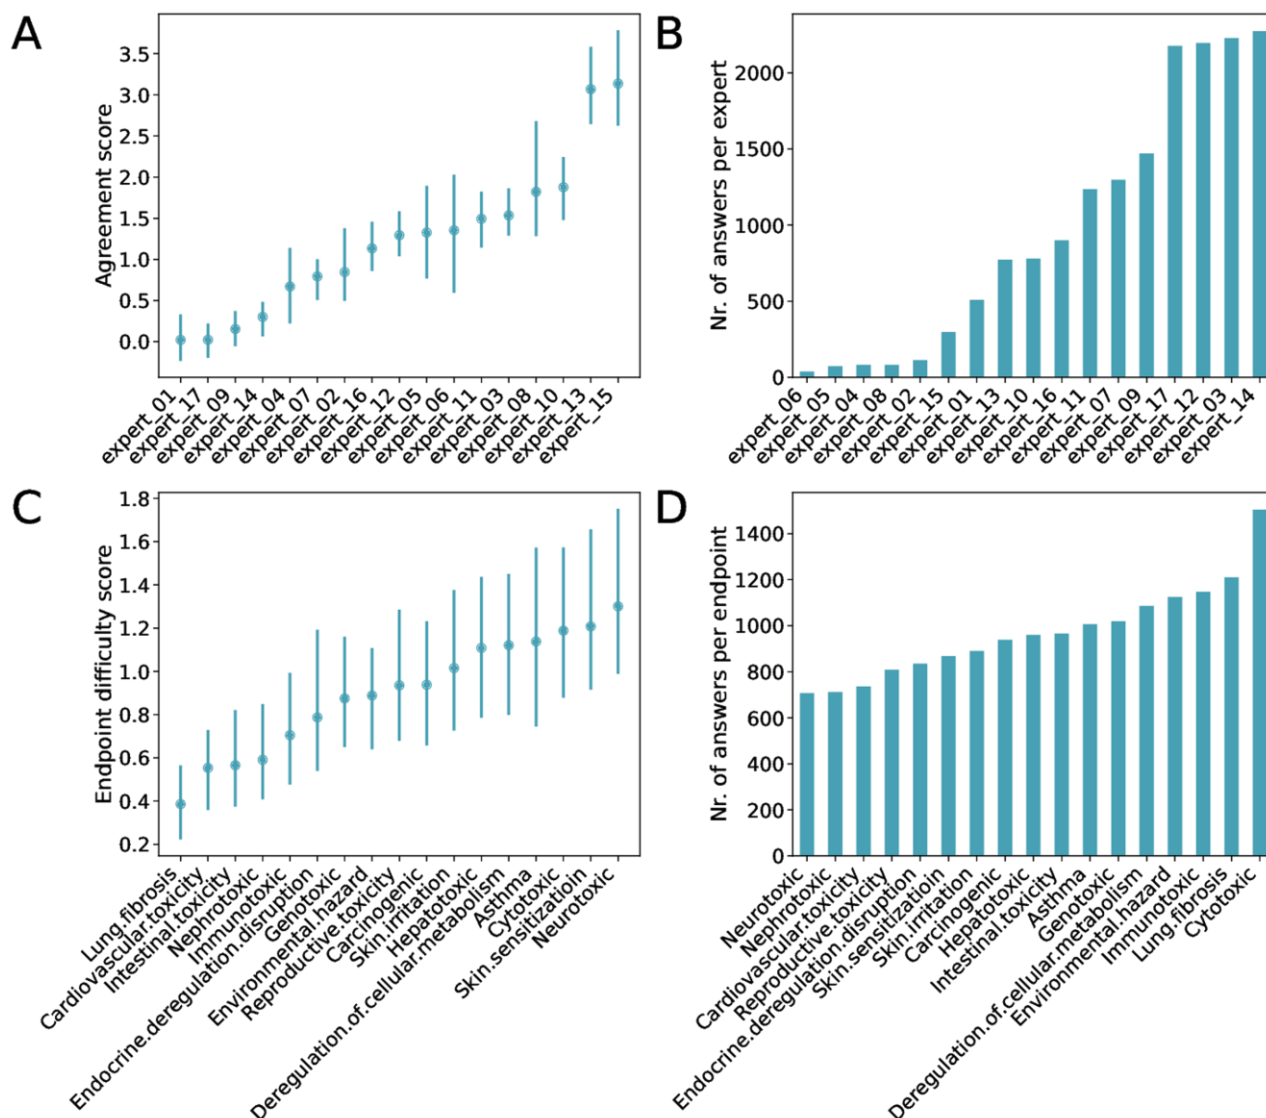 A
Agreement score
3.5
3.0
2.5
2.0
1.5
1.0
0.5
0.0
expert_01
expert_17
expert_09
expert_14
expert_04
expert_07
expert_02
expert_16
expert_12
expert_05
expert_06
expert_11
expert_03
expert_08
expert_10
expert_13
expert_15
B
Nr. of answers per expert
2000
1500
1000
500
0
expert_06
expert_05
expert_04
expert_08
expert_02
expert_15
expert_01
expert_13
expert_10
expert_16
expert_11
expert_07
expert_09
expert_17
expert_12
expert_03
expert_14
C
Endpoint difficulty score
1.8
1.6
1.4
1.2
1.0
0.8
0.6
0.4
0.2
Lung.fibrosis
Cardiovascular.toxicity
Intestinal.toxicity
Nephrotoxic
Immunotoxic
Endocrine.deregulation.disruption
Genotoxic
Environmental.hazard
Reproductive.toxicity
Carcinogenic
Skin.irritation
Hepatotoxic
Deregulation.of.cellular.metabolism
Asthma
Cytotoxic
Skin.sensitizatioin
Neurotoxic
D
Nr. of answers per endpoint
1400
1200
1000
800
600
400
200
0
Neurotoxic
Nephrotoxic
Cardiovascular.toxicity
Reproductive.toxicity
Endocrine.deregulation.disruption
Skin.sensitizatioin
Skin.irritation
Carcinogenic
Hepatotoxic
Intestinal.toxicity
Asthma
Genotoxic
Deregulation.of.cellular.metabolism
Environmental.hazard
Immunotoxic
Lung.fibrosis
Cytotoxic